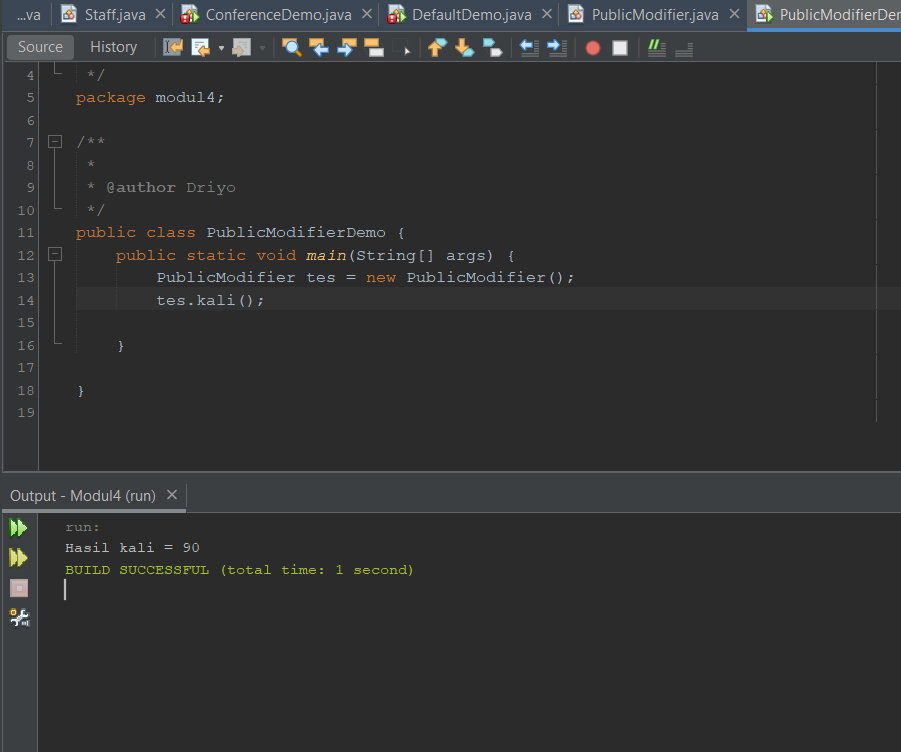 ...va Staff.java ConferenceDemo.java DefaultDemo.java PublicModifier.java PublicModifierDer
Source History
4 */
5 package modul4;
6
7 /**
8 *
9 * @author Driyo
10 */
11 public class PublicModifierDemo {
12 public static void main(String[] args) {
13 PublicModifier tes = new PublicModifier();
14 tes.kali();
15
16 }
17
18 }
19
Output - Modul4 (run)
run:
Hasil kali = 90
BUILD SUCCESSFUL (total time: 1 second)